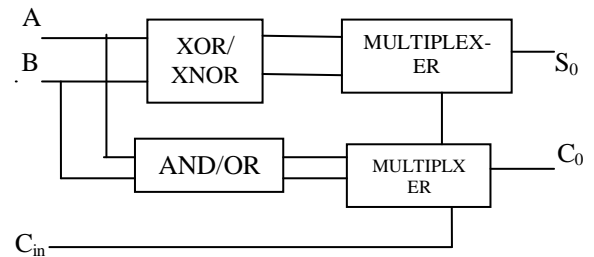 A
B
XOR/
XNOR
MULTIPLEX-
ER
S0
AND/OR
MULTIPLX
ER
C0
Cin